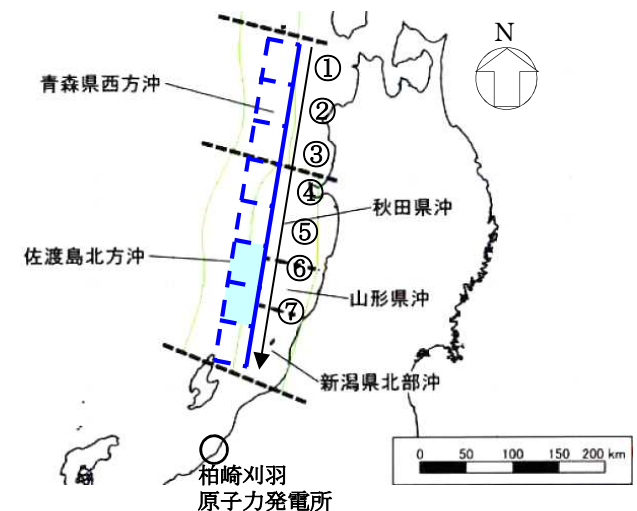 N
①
青森県西方沖
②
③
④
秋田県沖
⑤
佐渡島北方沖
⑥
山形県沖
⑦
新潟県北部沖
0 50 100 150 200 km
柏崎刈羽
原子力発電所